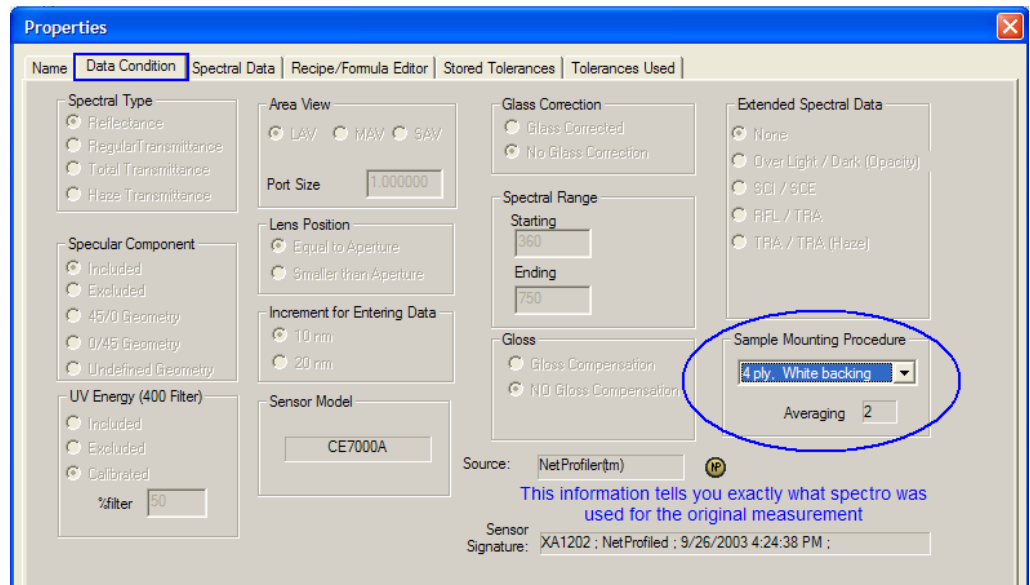 Properties
Name Data Condition Spectral Data Recipe/Formula Editor Stored Tolerances Tolerances Used
Spectral Type
Reflectance
RegularTransmittance
Total Transmittance
Haze Transmittance
Specular Component
Included
Excluded
45/0 Geometry
0/45 Geometry
Undefined Geometry
UV Energy (400 Filter)
Included
Excluded
Calibrated
%filter 50
Area View
LAV MAV SAV
Port Size 1.000000
Lens Position
Equal to Aperture
Smaller than Aperture
Increment for Entering Data
10 nm
20 nm
Sensor Model
CE7000A
Glass Correction
Glass Corrected
No Glass Correction
Spectral Range
Starting
360
Ending
750
Gloss
Gloss Compensation
NO Gloss Compensation
Extended Spectral Data
None
Over Light / Dark (Opacity)
SCI / SCE
RFL / TRA
TRA / TRA (Haze)
Sample Mounting Procedure
4 ply, White backing
Averaging 2
Source: NetProfiler(tm) NP
This information tells you exactly what spectro was
used for the original measurement
Sensor
Signature: XA1202 ; NetProfiled ; 9/26/2003 4:24:38 PM ;